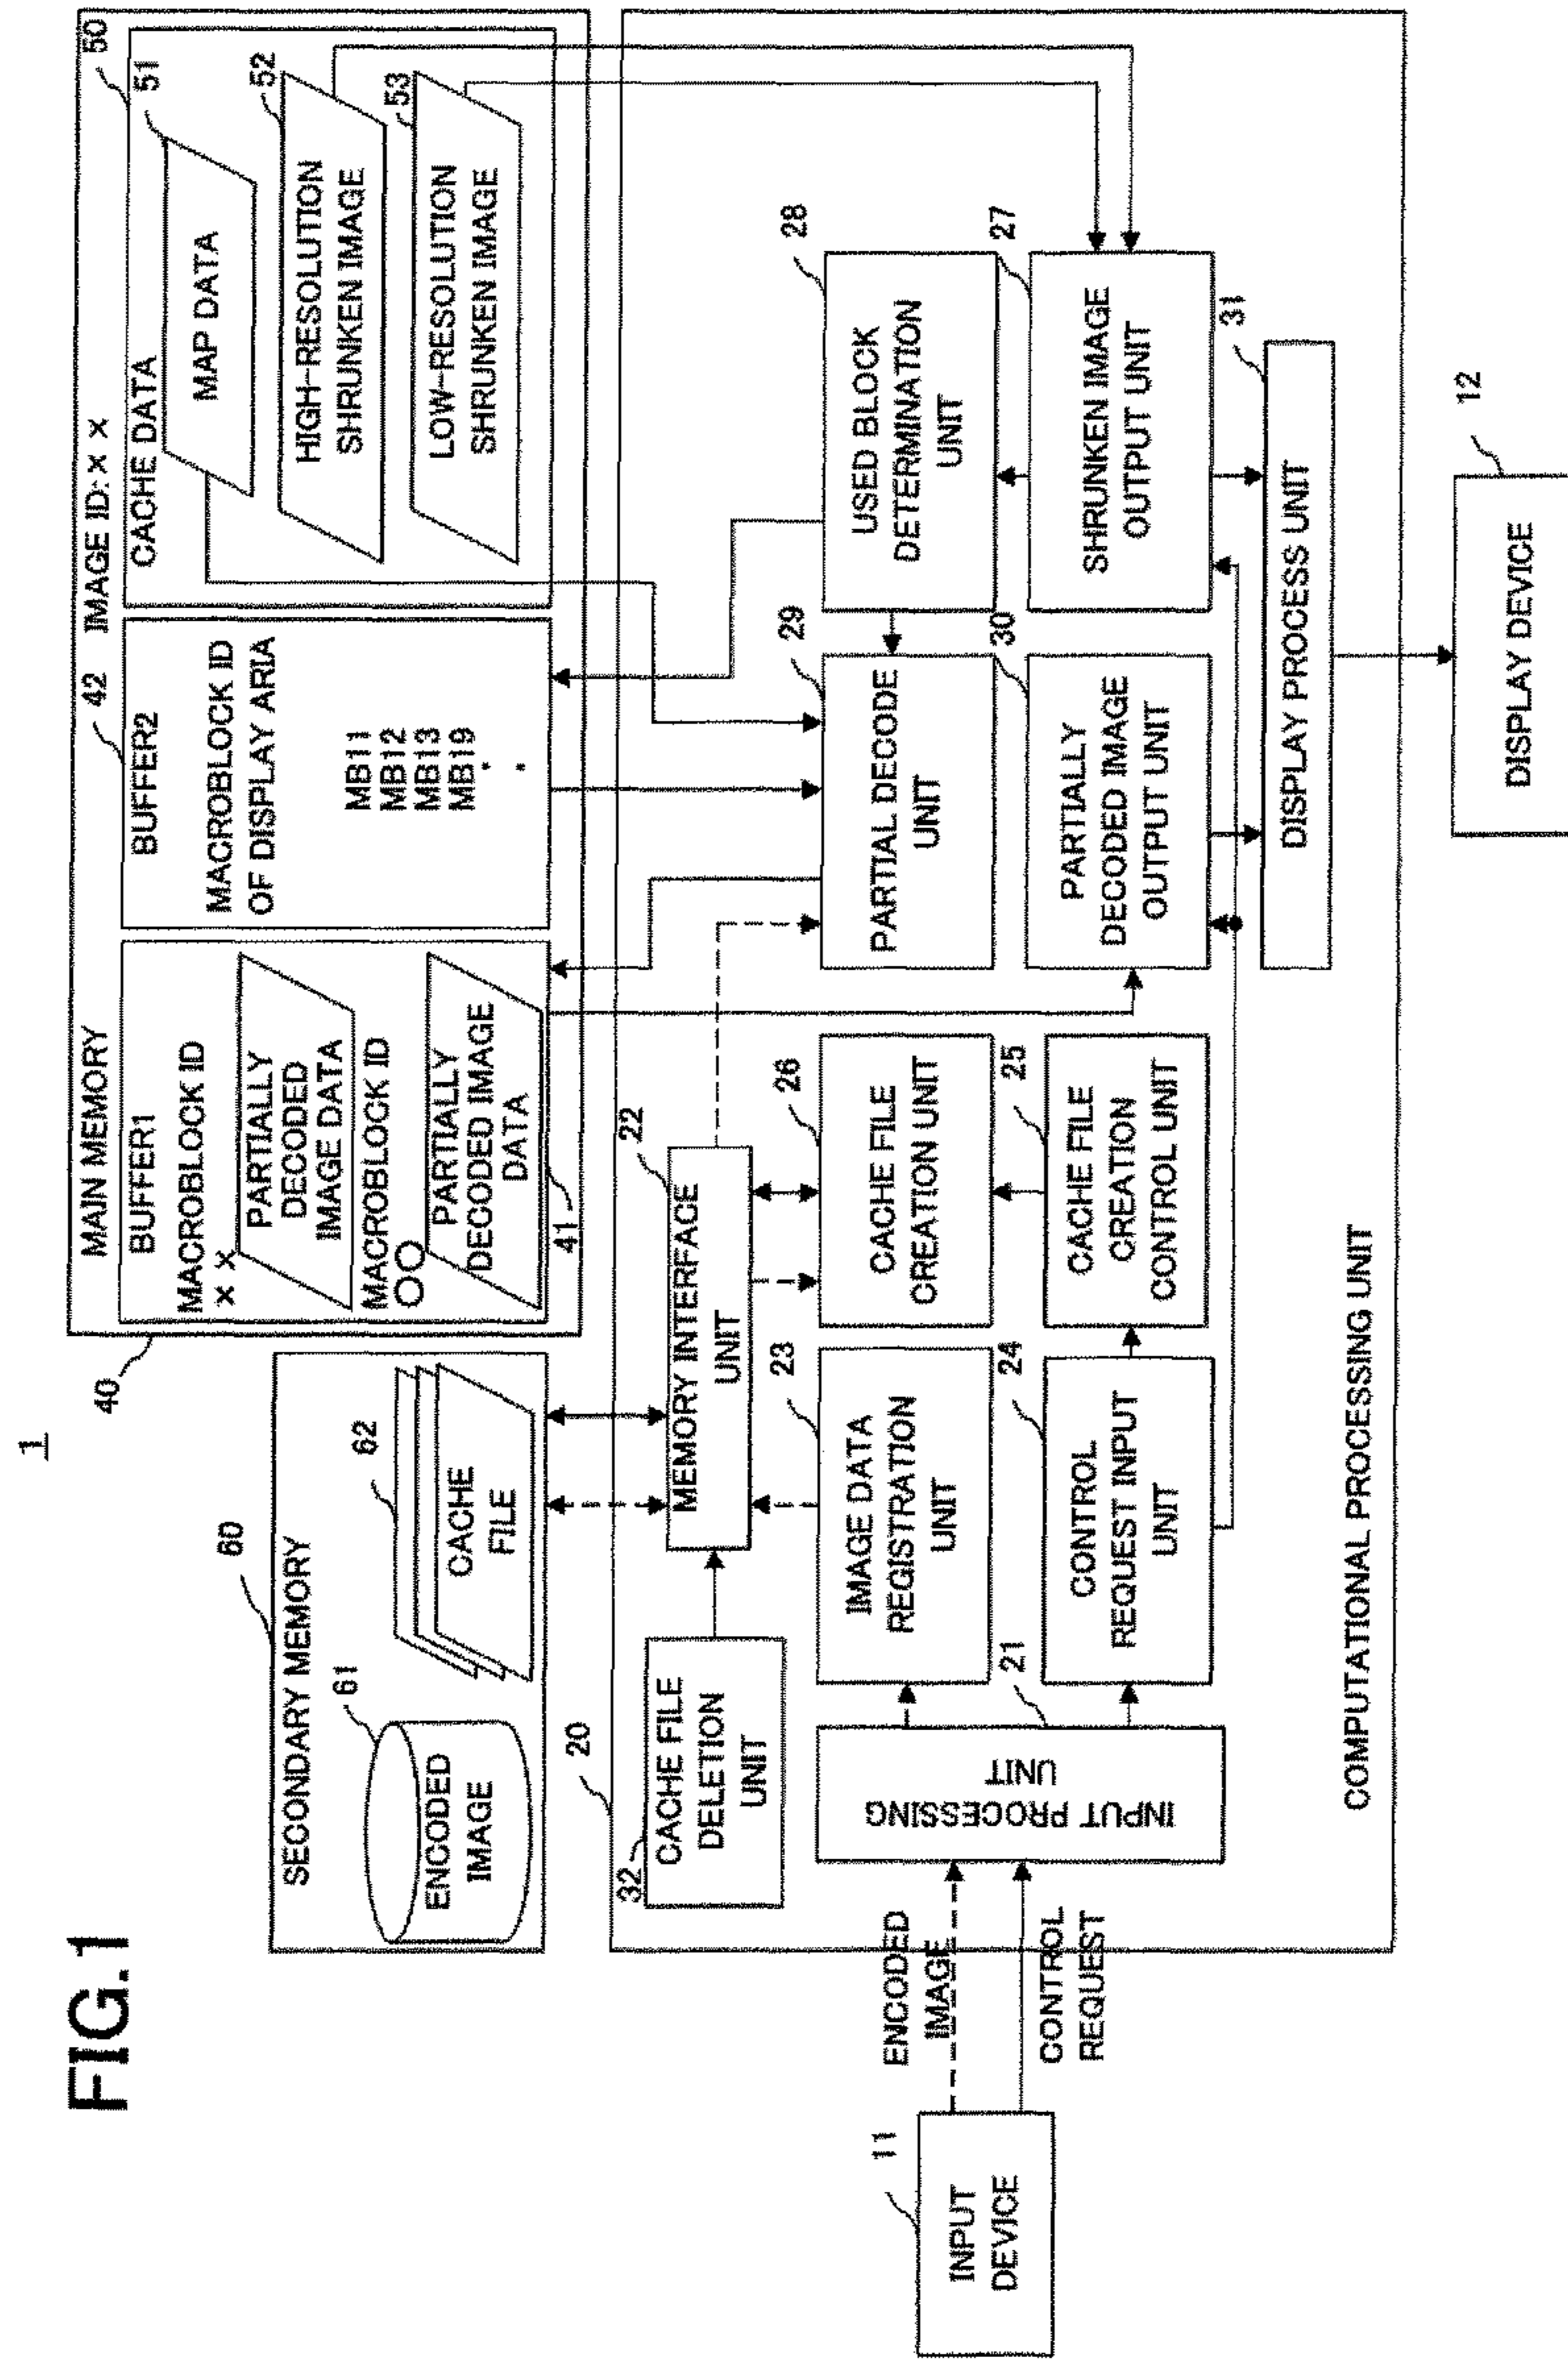 FIG.1
1
40
MAIN MEMORY
42
IMAGE ID: × ×
50
BUFFER1
MACROBLOCK ID
× ×
PARTIALLY
DECODED
IMAGE DATA
MACROBLOCK ID
○○
PARTIALLY
DECODED IMAGE
DATA
41
BUFFER2
MACROBLOCK ID
OF DISPLAY ARIA
MB11
MB12
MB13
MB19
CACHE DATA
51
MAP DATA
52
HIGH-RESOLUTION
SHRUNKEN IMAGE
53
LOW-RESOLUTION
SHRUNKEN IMAGE
60
SECONDARY MEMORY
61
ENCODED
IMAGE
62
CACHE
FILE
20
32
CACHE FILE
DELETION
UNIT
22
MEMORY INTERFACE
UNIT
23
IMAGE DATA
REGISTRATION
UNIT
26
CACHE FILE
CREATION UNIT
29
PARTIAL DECODE
UNIT
28
USED BLOCK
DETERMINATION
UNIT
11
INPUT
DEVICE
ENCODED
IMAGE
CONTROL
REQUEST
21
INPUT PROCESSING
UNIT
24
CONTROL
REQUEST INPUT
UNIT
25
CACHE FILE
CREATION
CONTROL UNIT
30
PARTIALLY
DECODED IMAGE
OUTPUT UNIT
27
SHRUNKEN IMAGE
OUTPUT UNIT
31
DISPLAY PROCESS UNIT
COMPUTATIONAL PROCESSING UNIT
12
DISPLAY DEVICE